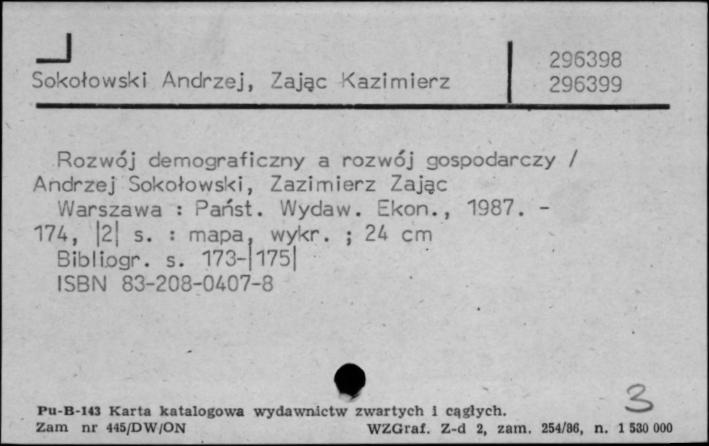 296398
Sokołowski Andrzej, Zając Kazimierz
296399
Rozwój demograficzny a rozwój gospodarczy /
Andrzej Sokołowski, Zazimierz Zając
Warszawa : Państ. Wydaw. Ekon., 1987. -
174, |2| s. : mapa, wykr. ; 24 cm
Bibliogr. s. 173-|175|
ISBN 83-208-0407-8
3
Pu-B-143 Karta katalogowa wydawnictw zwartych i cągłych.
Zam nr 445/DW/ON WZGraf. Z-d 2, zam. 254/86, n. 1 530 000